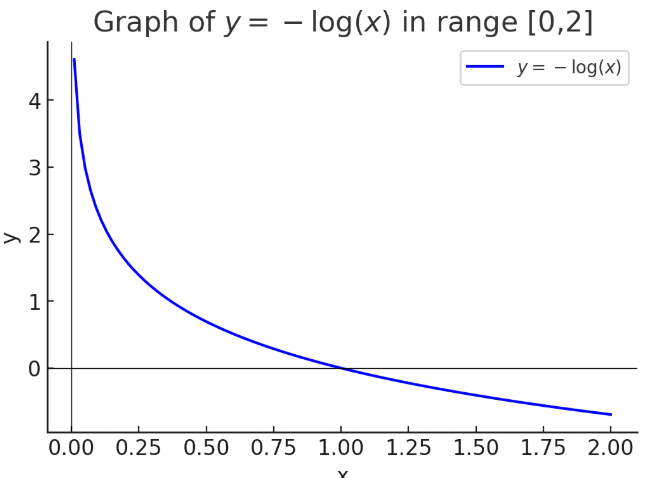 Graph of y = − log(x) in range [0,2]
y = − log(x)
4
3
2
1
0
y
0.00 0.25 0.50 0.75 1.00 1.25 1.50 1.75 2.00
x